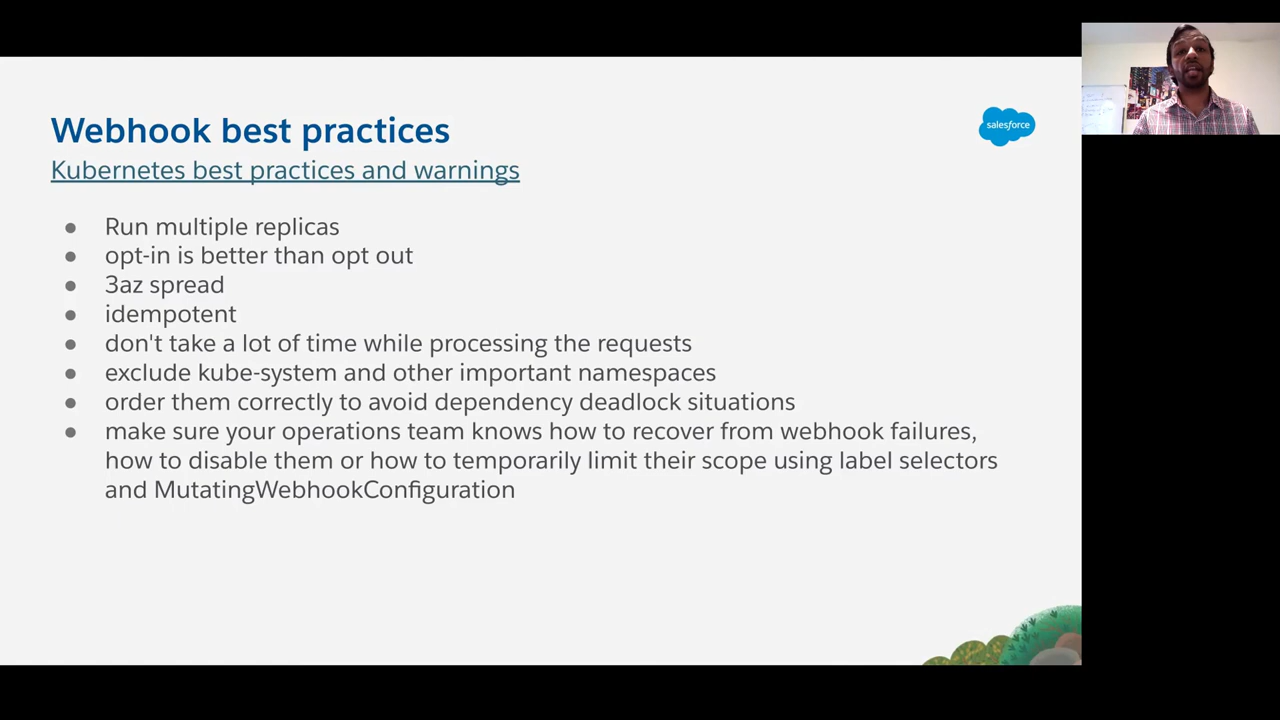 Webhook best practices
salesforce
Kubernetes best practices and warnings
● Run multiple replicas
● opt-in is better than opt out
● 3az spread
● idempotent
● don't take a lot of time while processing the requests
● exclude kube-system and other important namespaces
● order them correctly to avoid dependency deadlock situations
● make sure your operations team knows how to recover from webhook failures,
how to disable them or how to temporarily limit their scope using label selectors
and MutatingWebhookConfiguration